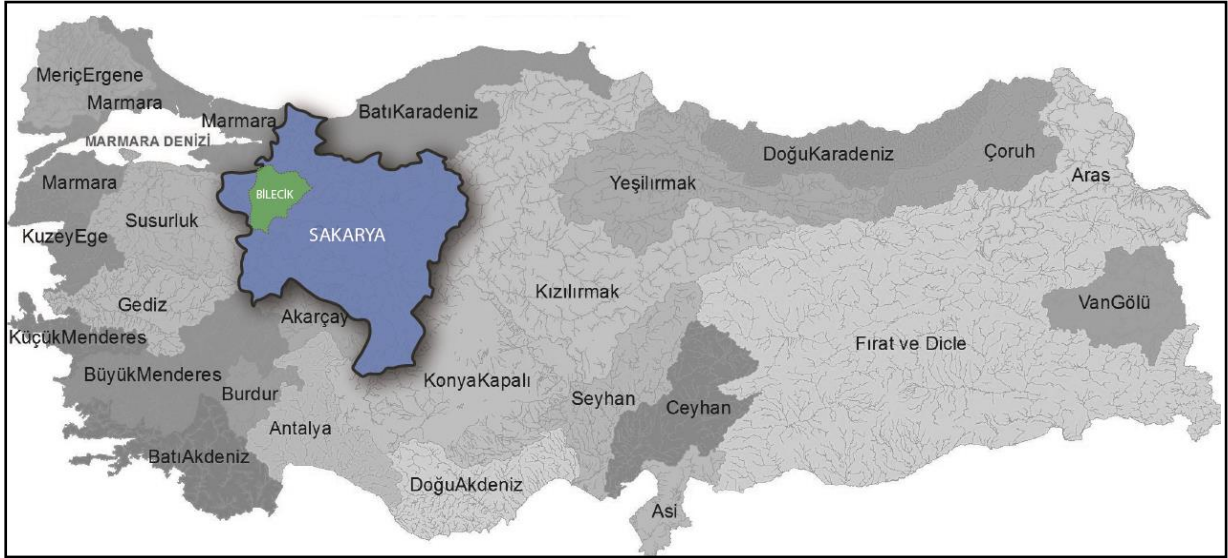 MeriçErgene
Marmara
Marmara
BatıKaradeniz
MARMARA DENİZİ
DoğuKaradeniz
Çoruh
Marmara
BİLECİK
Yeşilırmak
Aras
Susurluk
SAKARYA
KuzeyEge
Gediz
Kızılırmak
VanGölü
Akarçay
KüçükMenderes
Fırat ve Dicle
BüyükMenderes
KonyaKapalı
Burdur
Seyhan
Ceyhan
Antalya
BatıAkdeniz
DoğuAkdeniz
Asi